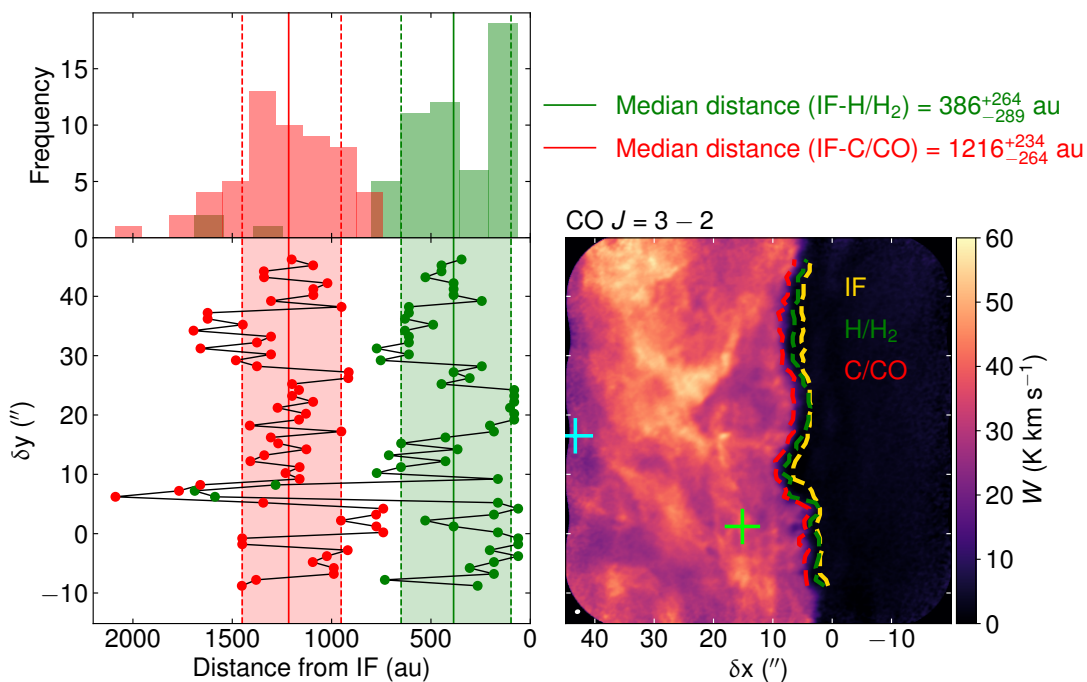 Frequency
15
10
5
0
Median distance (IF-H/H₂) = 386⁺²⁶⁴₋₂₈₉ au
Median distance (IF-C/CO) = 1216⁺²³⁴₋₂₆₄ au
δy (′′)
40
30
20
10
0
−10
2000 1500 1000 500 0
Distance from IF (au)
CO J = 3 − 2
IF
H/H₂
C/CO
40 30 20 10 0 −10
δx (′′)
60
50
40
30
20
10
0
W (K km s⁻¹)